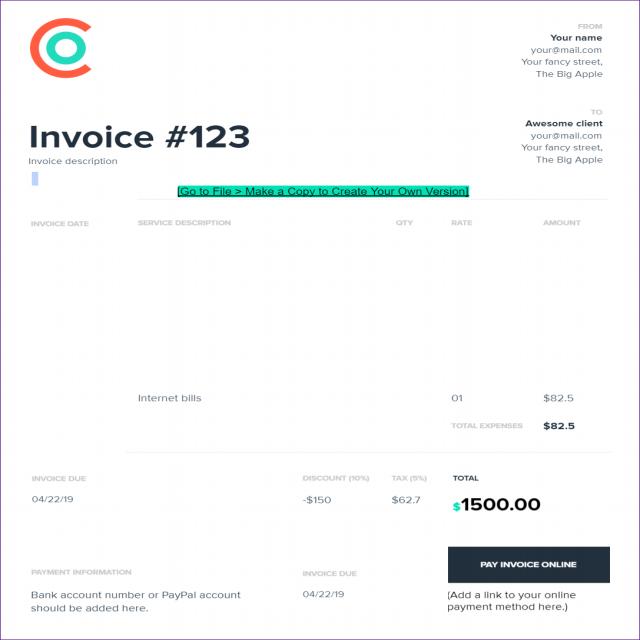 FROM
Your name
your@mail.com
Your fancy street,
The Big Apple
TO
Awesome client
your@mail.com
Your fancy street,
The Big Apple
Invoice #123
Invoice description
[Go to File > Make a Copy to Create Your Own Version]
INVOICE DATE SERVICE DESCRIPTION QTY RATE AMOUNT
Internet bills 01 $82.5
TOTAL EXPENSES $82.5
INVOICE DUE DISCOUNT (10%) TAX (5%) TOTAL
04/22/19 -$150 $62.7 $1500.00
PAY INVOICE ONLINE
PAYMENT INFORMATION INVOICE DUE
Bank account number or PayPal account 04/22/19 (Add a link to your online
should be added here. payment method here.)